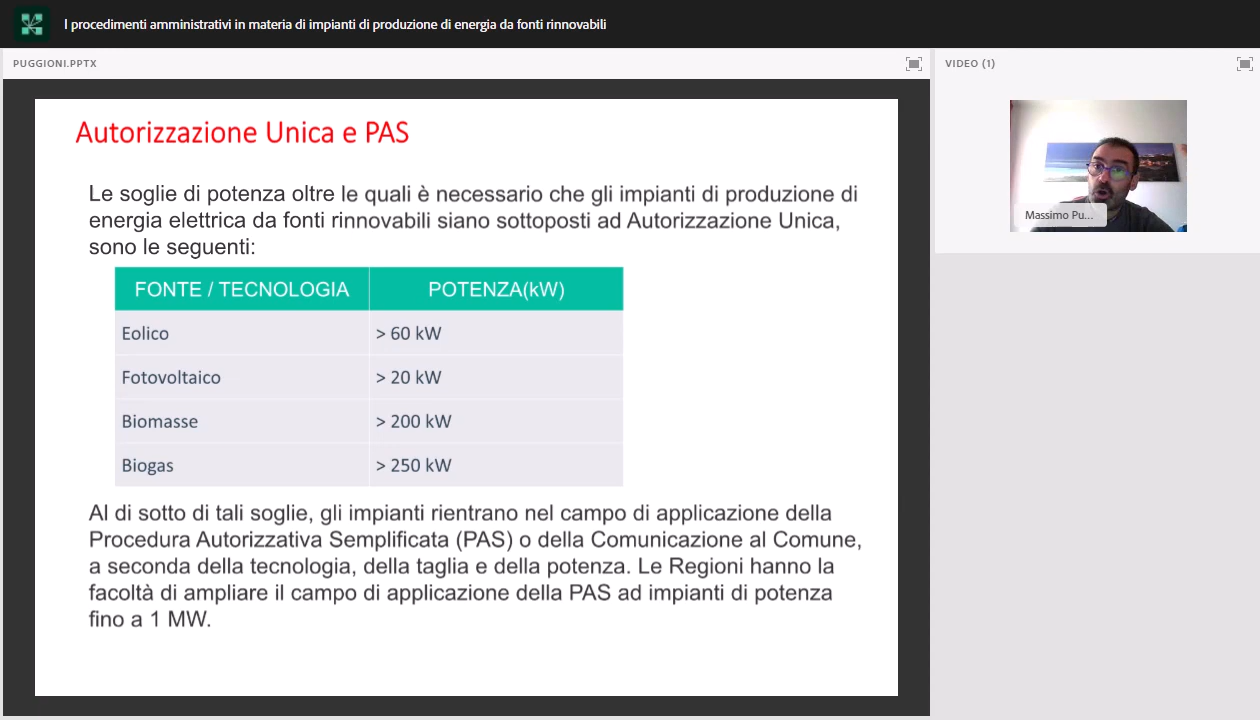 I procedimenti amministrativi in materia di impianti di produzione di energia da fonti rinnovabili
PUGGIONI.PPTX
VIDEO (1)
Autorizzazione Unica e PAS
Le soglie di potenza oltre le quali è necessario che gli impianti di produzione di
energia elettrica da fonti rinnovabili siano sottoposti ad Autorizzazione Unica,
sono le seguenti:
FONTE / TECNOLOGIA POTENZA(kW)
Eolico > 60 kW
Fotovoltaico > 20 kW
Biomasse > 200 kW
Biogas > 250 kW
Al di sotto di tali soglie, gli impianti rientrano nel campo di applicazione della
Procedura Autorizzativa Semplificata (PAS) o della Comunicazione al Comune,
a seconda della tecnologia, della taglia e della potenza. Le Regioni hanno la
facoltà di ampliare il campo di applicazione della PAS ad impianti di potenza
fino a 1 MW.
Massimo Pu...